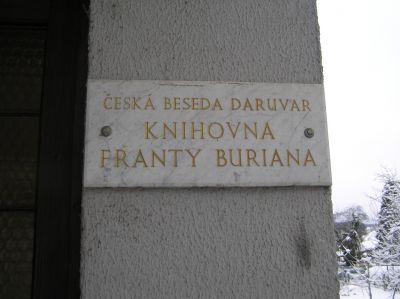 ČESKÁ BESEDA DARUVAR
KNIHOVNA
FRANTY BURIANA